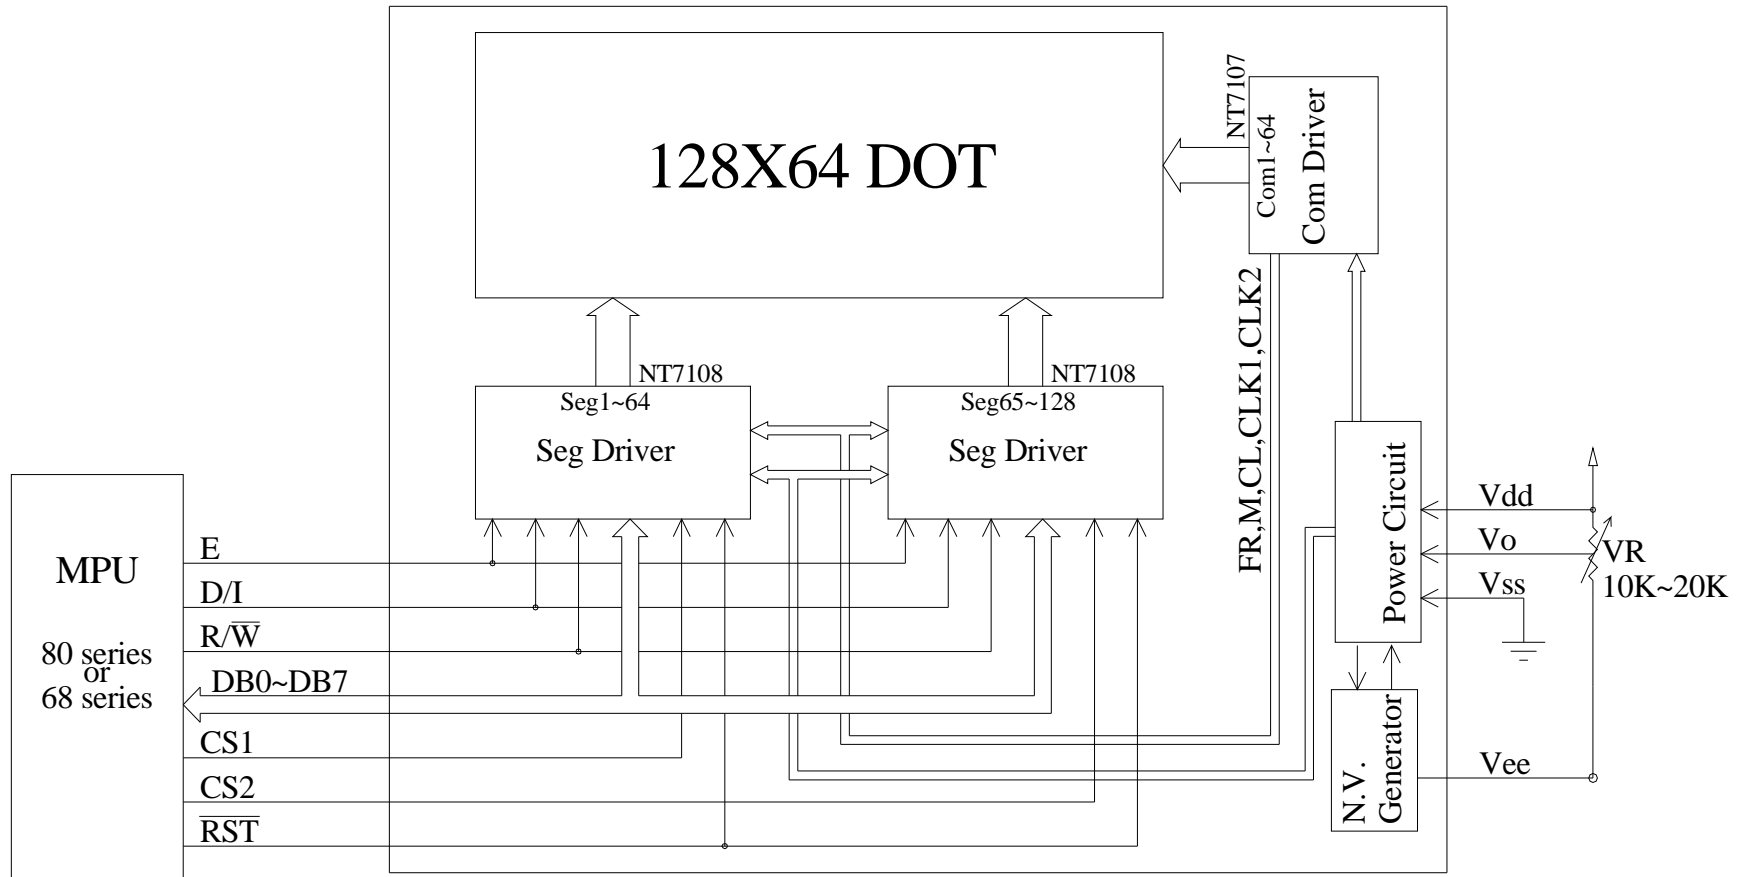 128X64 DOT
NT7107
Com1~64
Com Driver
FR,M,CL,CLK1,CLK2
NT7108
Seg1~64
Seg Driver
NT7108
Seg65~128
Seg Driver
MPU
80 series
or
68 series
E
D/I
R/W̅
DB0~DB7
CS1
CS2
R̅S̅T̅
Power Circuit
Vdd
Vo
Vss
VR
10K~20K
N.V.
Generator
Vee